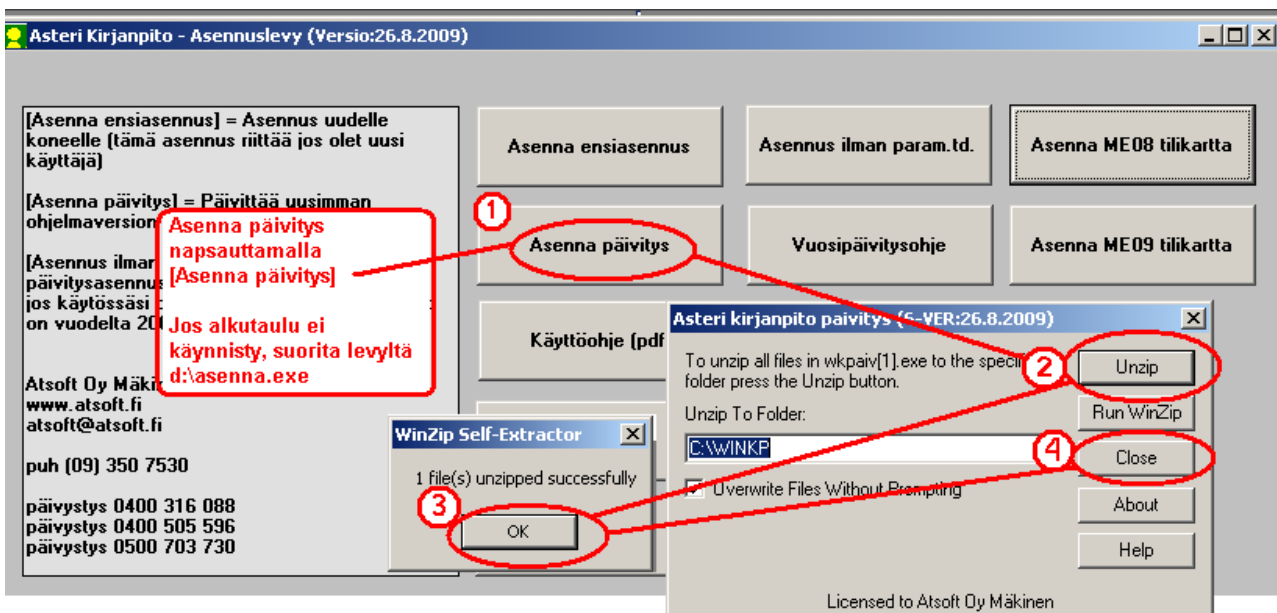 Asteri Kirjanpito - Asennuslevy (Versio:26.8.2009)
[Asenna ensiasennus] = Asennus uudelle
koneelle (tämä asennus riittää jos olet uusi
käyttäjä)
[Asenna päivitys] = Päivittää uusimman
ohjelmaversion
[Asennus ilman
päivitysasennus
jos käytössäsi
on vuodelta
Atsoft Oy
www.atsoft.fi
atsoft@atsoft.fi
puh (09) 350 7530
päivystys 0400 316 088
päivystys 0400 505 596
päivystys 0500 703 730
Asenna päivitys
napsauttamalla
[Asenna päivitys]
Jos alkutaulu ei
käynnisty, suorita levyltä
d:\asenna.exe
Asenna ensiasennus
Asennus ilman param.td.
Asenna ME08 tilikartta
1
Asenna päivitys
Vuosipäivitysohje
Asenna ME09 tilikartta
Käyttöohje (pdf
Asteri kirjanpito paivitys (6-VER:26.8.2009)
To unzip all files in wkpaiv[1].exe to the
folder press the Unzip button.
2
Unzip
Unzip To Folder:
Run WinZip
C:\WINKP
4
Close
Overwrite Files Without Prompting
About
Help
Licensed to Atsoft Oy Mäkinen
WinZip Self-Extractor
1 file(s) unzipped successfully
3
OK